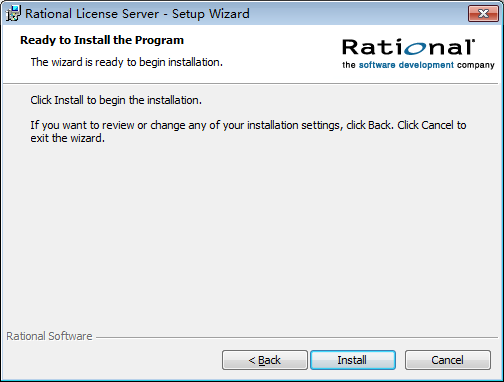 Rational License Server - Setup Wizard
Ready to Install the Program
The wizard is ready to begin installation.
Rational
the software development company
Click Install to begin the installation.
If you want to review or change any of your installation settings, click Back. Click Cancel to
exit the wizard.
Rational Software
< Back
Install
Cancel